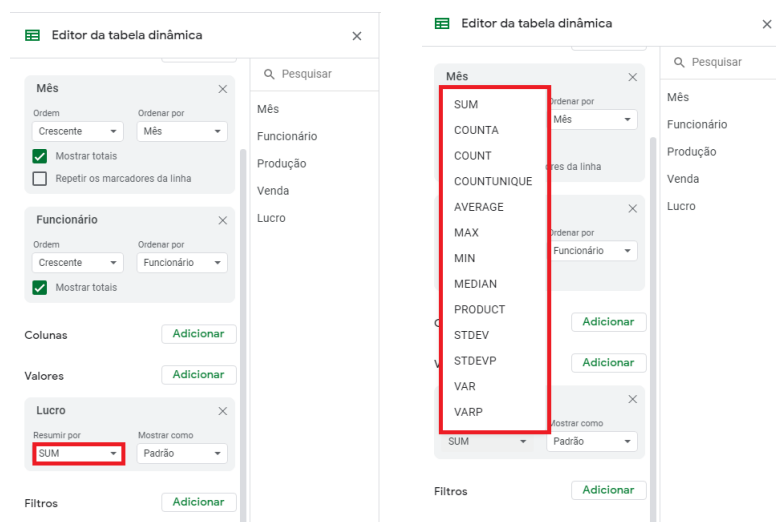 Editor da tabela dinâmica
Pesquisar
Mês
Ordem Ordenar por
Crescente Mês
Mostrar totais
Repetir os marcadores da linha
Funcionário
Ordem Ordenar por
Crescente Funcionário
Mostrar totais
Colunas Adicionar
Valores Adicionar
Lucro
Resumir por Mostrar como
SUM Padrão
Filtros Adicionar
Mês
Funcionário
Produção
Venda
Lucro
Editor da tabela dinâmica
Pesquisar
Mês
SUM
COUNTA
COUNT
COUNTUNIQUE
AVERAGE
MAX
MIN
MEDIAN
PRODUCT
STDEV
STDEVP
VAR
VARP
Ordenar por
Mês
res da linha
Ordenar por
Funcionário
Adicionar
Adicionar
Mostrar como
SUM Padrão
Filtros Adicionar
Mês
Funcionário
Produção
Venda
Lucro